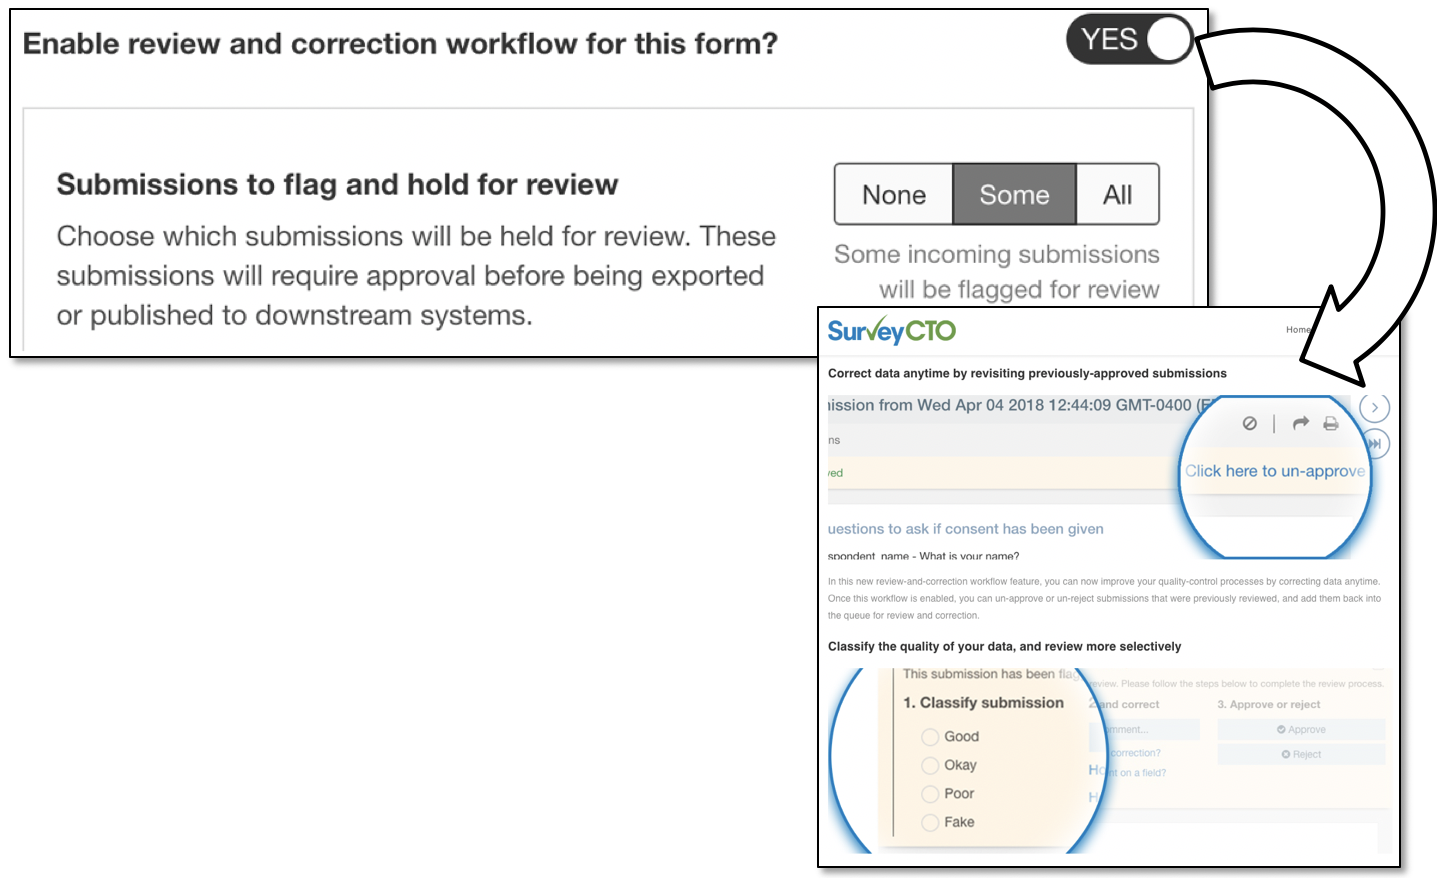 Enable review and correction workflow for this form?
YES
Submissions to flag and hold for review
None
Some
All
Choose which submissions will be held for review. These
submissions will require approval before being exported
or published to downstream systems.
Some incoming submissions
will be flagged for review
SurveyCTO
Home
Correct data anytime by revisiting previously-approved submissions
ission from Wed Apr 04 2018 12:44:09 GMT-0400 (E
ns
ved
Click here to un-approve
uestions to ask if consent has been given
spondent_name - What is your name?
In this new review-and-correction workflow feature, you can now improve your quality-control processes by correcting data anytime.
Once this workflow is enabled, you can un-approve or un-reject submissions that were previously reviewed, and add them back into
the queue for review and correction.
Classify the quality of your data, and review more selectively
This submission has been flag
review. Please follow the steps below to complete the review process.
1. Classify submission
Good
Okay
Poor
Fake
2 and correct
omment...
correction?
nt on a field?
3. Approve or reject
Approve
Reject